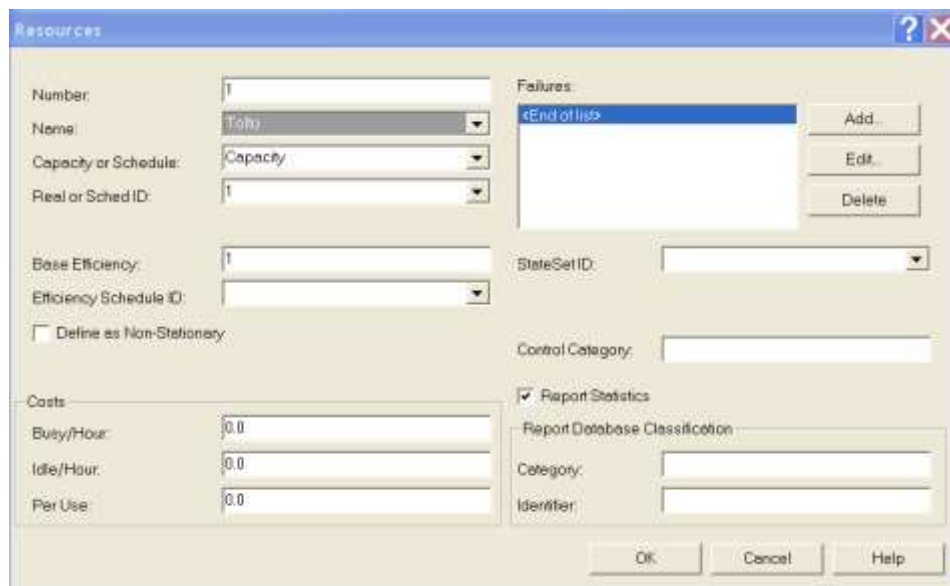 Resources
Number:
1
Name:
Capacity or Schedule:
Capacity
Real or Sched ID:
1
Base Efficiency:
1
Efficiency Schedule ID:
Define as Non-Stationary
Costs
Busy/Hour:
0.0
Idle/Hour:
0.0
Per Use:
0.0
Failures:
<End of list>
Add...
Edit...
Delete
StateSet ID:
Control Category:
Report Statistics
Report Database Classification
Category:
Identifier:
OK
Cancel
Help